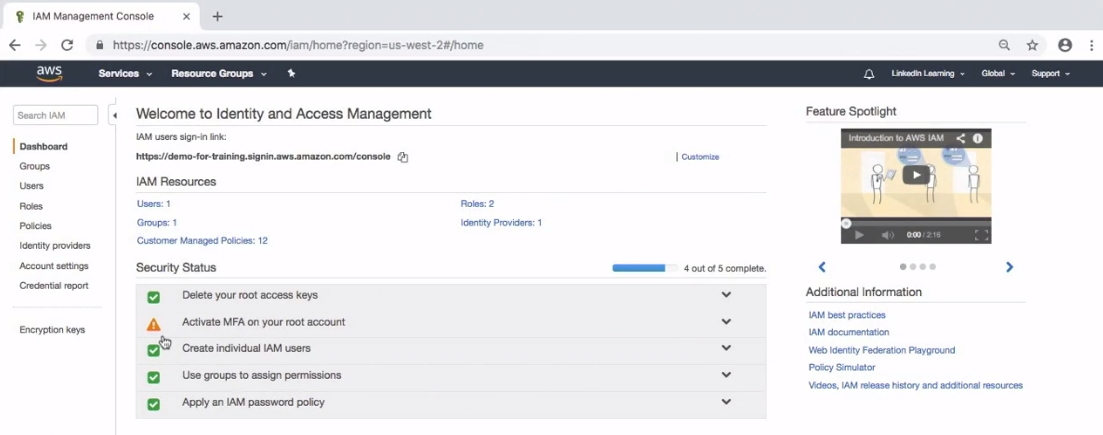 IAM Management Console
https://console.aws.amazon.com/iam/home?region=us-west-2#/home
aws Services Resource Groups LinkedIn Learning Global Support
Search IAM
Dashboard
Groups
Users
Roles
Policies
Identity providers
Account settings
Credential report
Encryption keys
Welcome to Identity and Access Management
IAM users sign-in link:
https://demo-for-training.signin.aws.amazon.com/console
Customize
IAM Resources
Users: 1
Roles: 2
Groups: 1
Identity Providers: 1
Customer Managed Policies: 12
Security Status
4 out of 5 complete.
Delete your root access keys
Activate MFA on your root account
Create individual IAM users
Use groups to assign permissions
Apply an IAM password policy
Feature Spotlight
Introduction to AWS IAM
0:00 / 2:16
Additional Information
IAM best practices
IAM documentation
Web Identity Federation Playground
Policy Simulator
Videos, IAM release history and additional resources